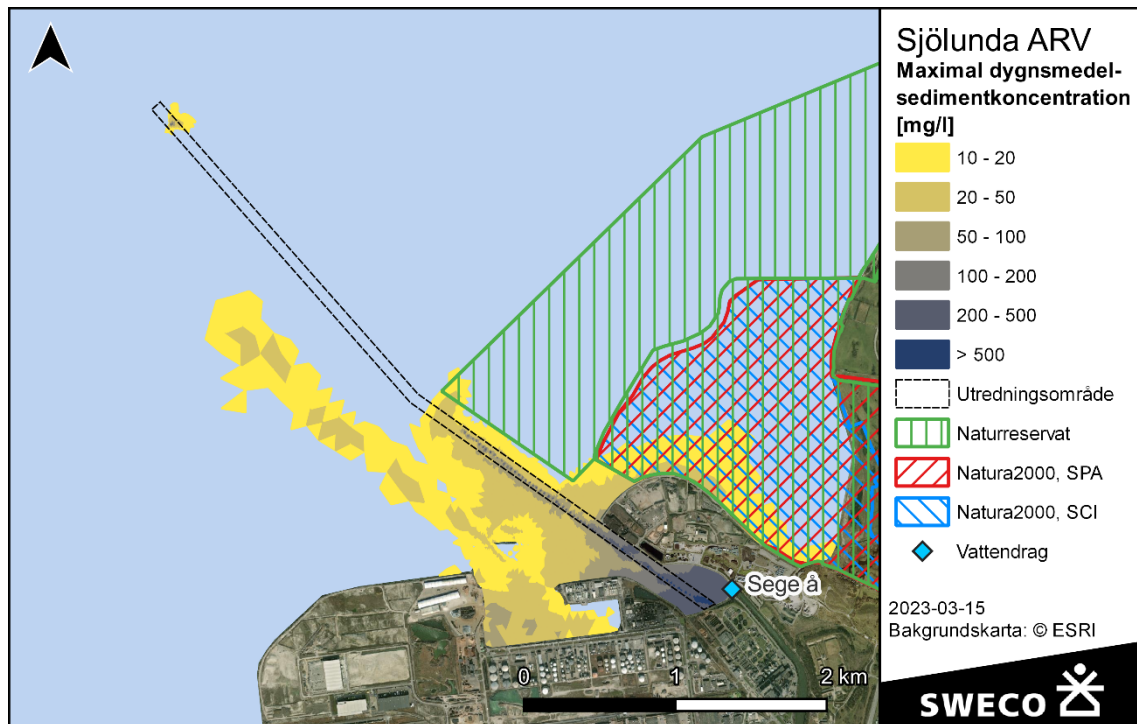 Sjölunda ARV
Maximal dygnsmedel-
sedimentkoncentration
[mg/l]
10 - 20
20 - 50
50 - 100
100 - 200
200 - 500
> 500
Utredningsområde
Naturreservat
Natura2000, SPA
Natura2000, SCI
Vattendrag
Sege å
0 1 2 km
2023-03-15
Bakgrundskarta: © ESRI
SWECO